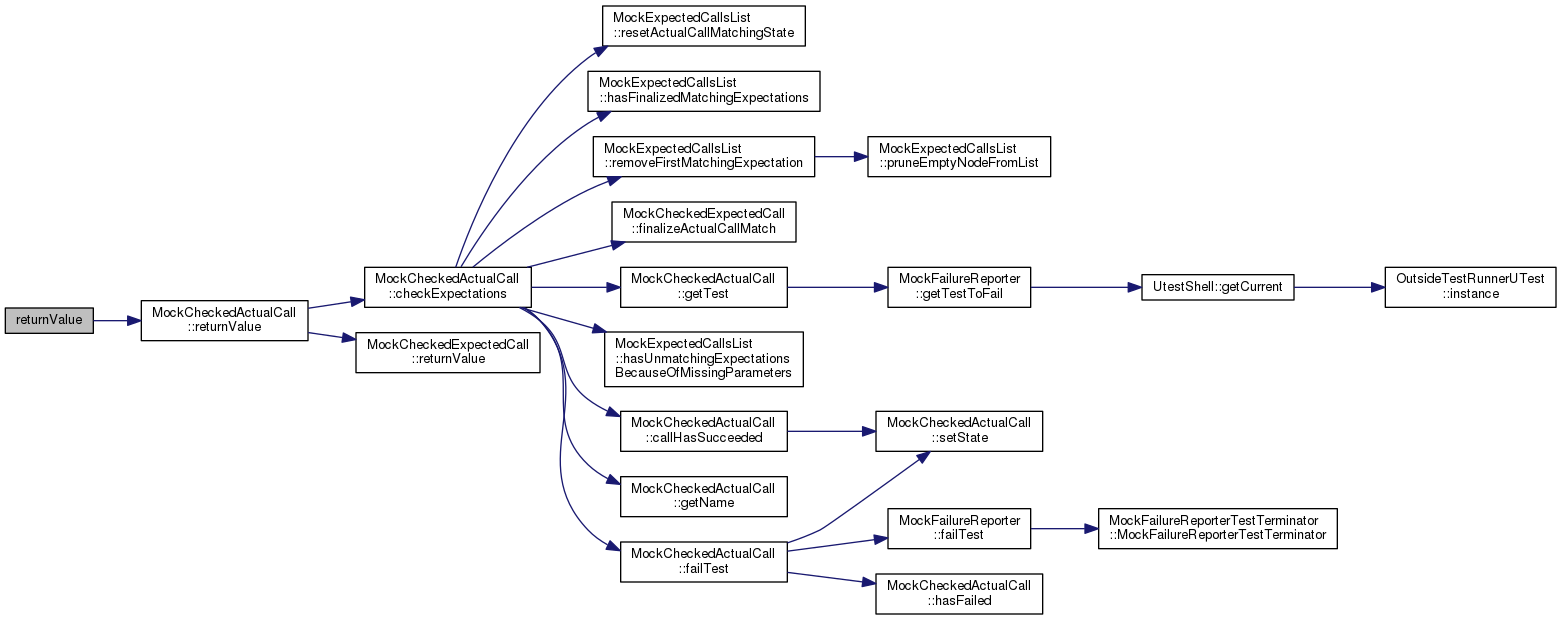 MockExpectedCallsList
::resetActualCallMatchingState
MockExpectedCallsList
::hasFinalizedMatchingExpectations
MockExpectedCallsList
::removeFirstMatchingExpectation
MockExpectedCallsList
::pruneEmptyNodeFromList
MockCheckedExpectedCall
::finalizeActualCallMatch
MockCheckedActualCall
::checkExpectations
MockCheckedActualCall
::getTest
MockFailureReporter
::getTestToFail
UtestShell::getCurrent
OutsideTestRunnerUTest
::instance
returnValue
MockCheckedActualCall
::returnValue
MockCheckedExpectedCall
::returnValue
MockExpectedCallsList
::hasUnmatchingExpectations
BecauseOfMissingParameters
MockCheckedActualCall
::callHasSucceeded
MockCheckedActualCall
::setState
MockCheckedActualCall
::getName
MockFailureReporter
::failTest
MockFailureReporterTestTerminator
::MockFailureReporterTestTerminator
MockCheckedActualCall
::failTest
MockCheckedActualCall
::hasFailed